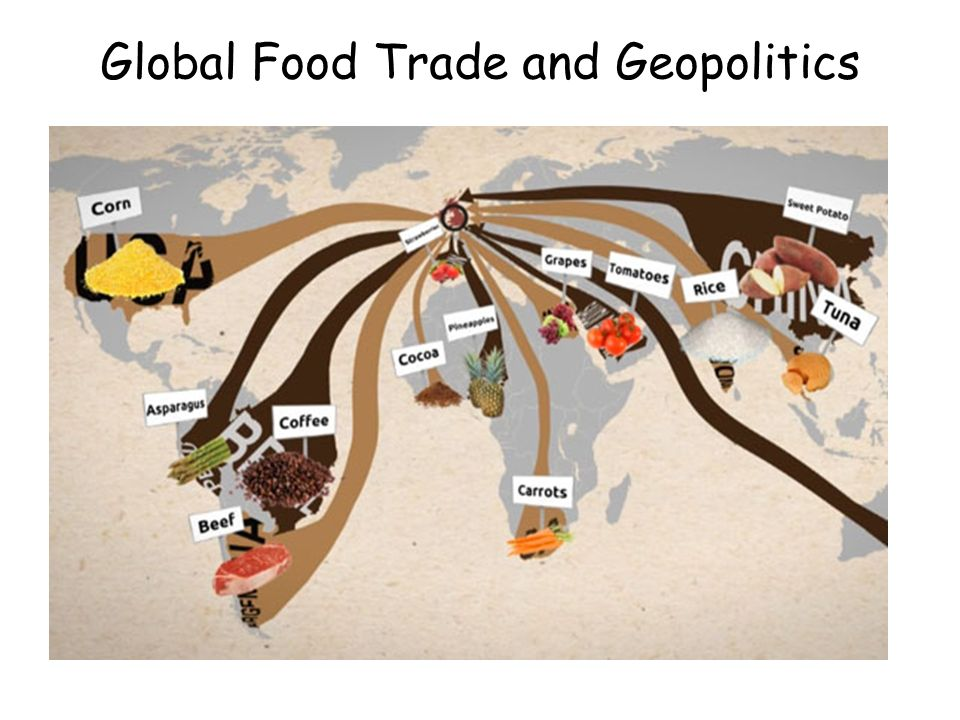 Global Food Trade and Geopolitics
Corn
USA
Strawberries
Grapes
Tomatoes
Sweet Potato
CHINA
Rice
Tuna
Pineapples
Cocoa
Asparagus
Coffee
Beef
Carrots